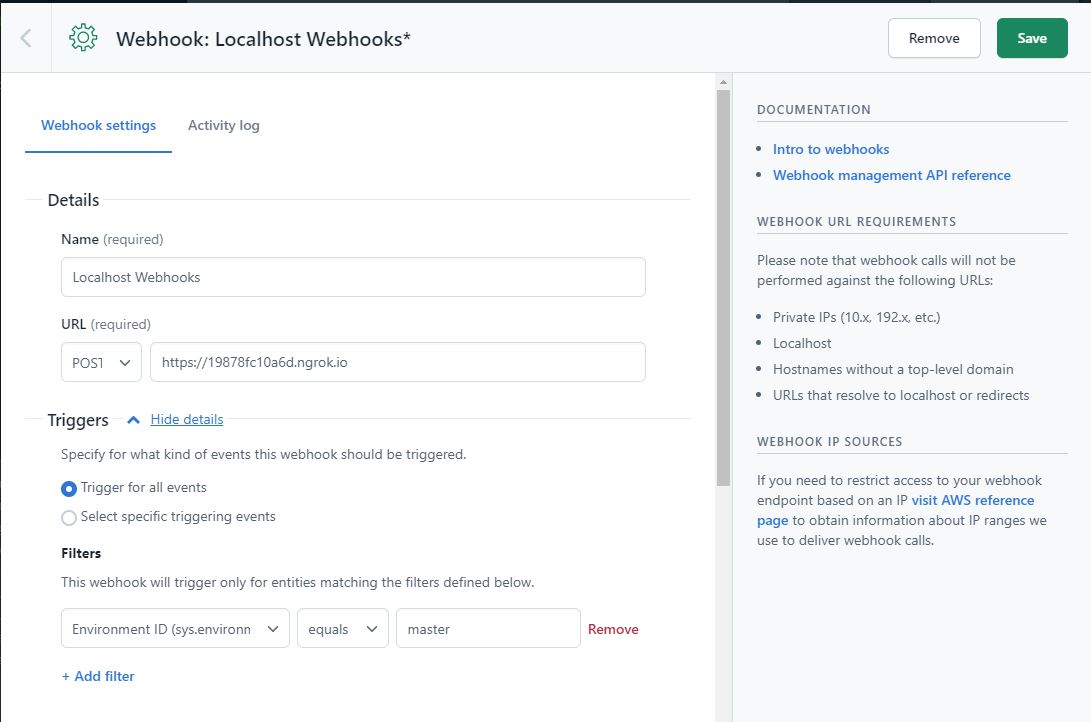 Webhook: Localhost Webhooks*
Remove
Save
Webhook settings
Activity log
Details
Name (required)
Localhost Webhooks
URL (required)
POST
https://19878fc10a6d.ngrok.io
Triggers
Hide details
Specify for what kind of events this webhook should be triggered.
Trigger for all events
Select specific triggering events
Filters
This webhook will trigger only for entities matching the filters defined below.
Environment ID (sys.environm
equals
master
Remove
+ Add filter
DOCUMENTATION
Intro to webhooks
Webhook management API reference
WEBHOOK URL REQUIREMENTS
Please note that webhook calls will not be
performed against the following URLs:
Private IPs (10.x, 192.x, etc.)
Localhost
Hostnames without a top-level domain
URLs that resolve to localhost or redirects
WEBHOOK IP SOURCES
If you need to restrict access to your webhook
endpoint based on an IP visit AWS reference
page to obtain information about IP ranges we
use to deliver webhook calls.